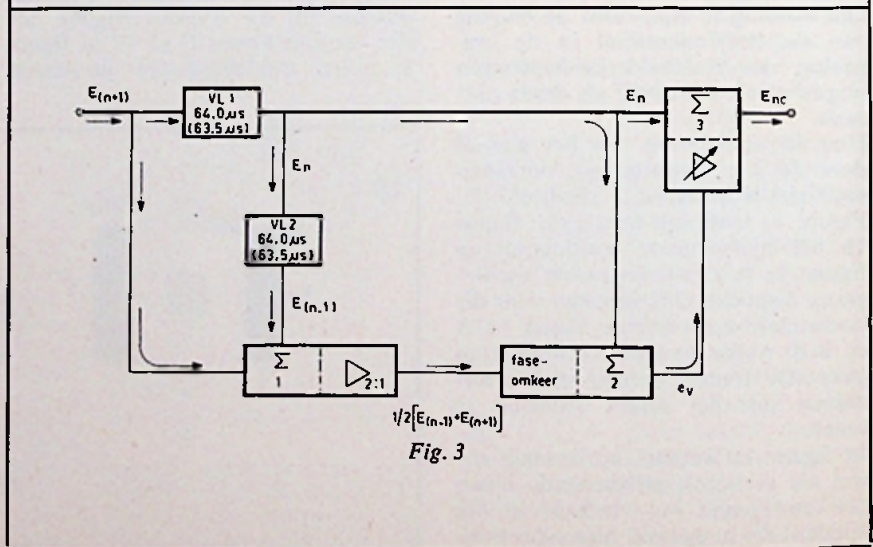 E(n+1)
VL 1
64.0 µs
(63.5 µs)
En
Σ
3
Enc
En
VL 2
64.0 µs
(63.5 µs)
E(n-1)
Σ
1
2:1
fase-
omkeer
Σ
2
ev
1/2[E(n-1)+E(n+1)]
Fig. 3